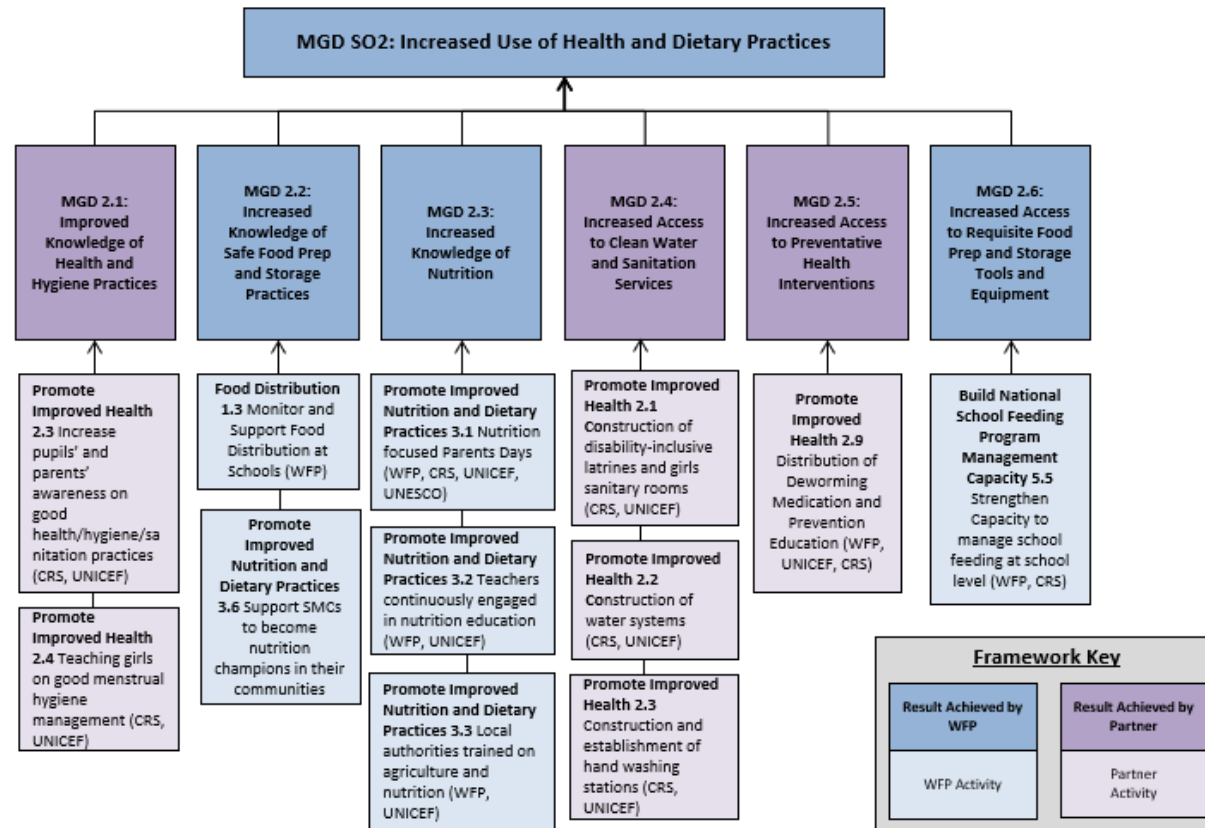 MGD SO2: Increased Use of Health and Dietary Practices
MGD 2.1:
Improved
Knowledge of
Health and
Hygiene Practices
MGD 2.2:
Increased
Knowledge of
Safe Food Prep
and Storage
Practices
MGD 2.3:
Increased
Knowledge of
Nutrition
MGD 2.4:
Increased Access
to Clean Water
and Sanitation
Services
MGD 2.5:
Increased Access
to Preventative
Health
Interventions
MGD 2.6:
Increased Access
to Requisite Food
Prep and Storage
Tools and
Equipment
Promote
Improved Health
2.3 Increase
pupils' and
parents'
awareness on
good
health/hygiene/sa
nitation practices
(CRS, UNICEF)
Promote
Improved Health
2.4 Teaching girls
on good menstrual
hygiene
management (CRS,
UNICEF)
Food Distribution
1.3 Monitor and
Support Food
Distribution at
Schools (WFP)
Promote
Improved
Nutrition and
Dietary Practices
3.6 Support SMCs
to become
nutrition
champions in their
communities
Promote Improved
Nutrition and Dietary
Practices 3.1 Nutrition
focused Parents Days
(WFP, CRS, UNICEF,
UNESCO)
Promote Improved
Nutrition and Dietary
Practices 3.2 Teachers
continuously engaged
in nutrition education
(WFP, UNICEF)
Promote Improved
Nutrition and Dietary
Practices 3.3 Local
authorities trained on
agriculture and
nutrition (WFP,
UNICEF)
Promote Improved
Health 2.1
Construction of
disability-inclusive
latrines and girls
sanitary rooms
(CRS, UNICEF)
Promote Improved
Health 2.2
Construction of
water systems
(CRS, UNICEF)
Promote Improved
Health 2.3
Construction and
establishment of
hand washing
stations (CRS,
UNICEF)
Promote
Improved
Health 2.9
Distribution of
Deworming
Medication and
Prevention
Education (WFP,
UNICEF, CRS)
Build National
School Feeding
Program
Management
Capacity 5.5
Strengthen
Capacity to
manage school
feeding at school
level (WFP, CRS)
Framework Key
Result Achieved by
WFP
Result Achieved by
Partner
WFP Activity
Partner
Activity